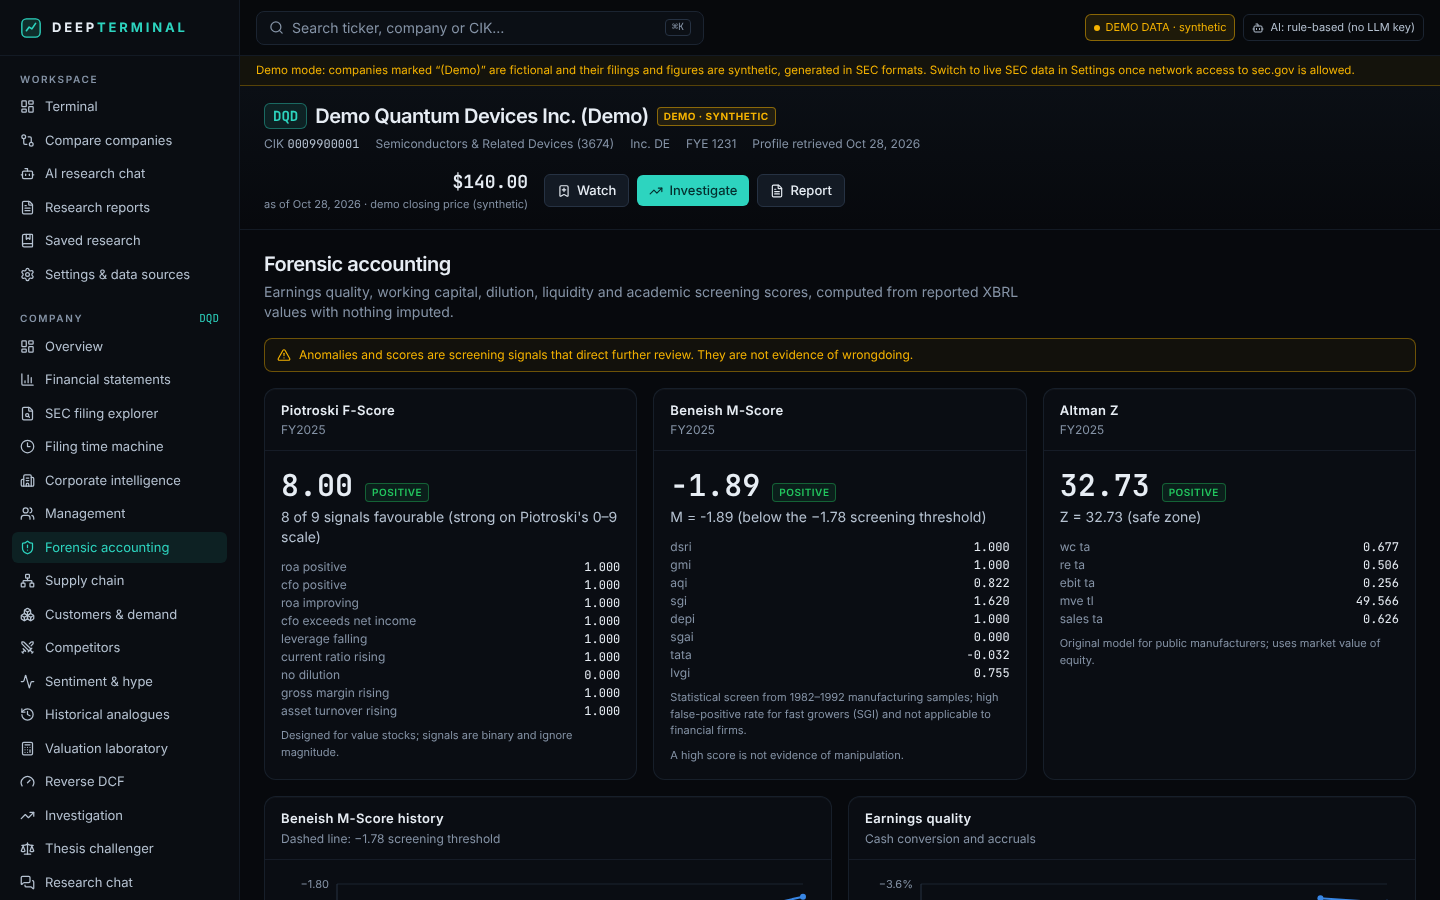 DEEPTERMINAL
Search ticker, company or CIK...
⌘K
DEMO DATA · synthetic
AI: rule-based (no LLM key)
Demo mode: companies marked “(Demo)” are fictional and their filings and figures are synthetic, generated in SEC formats. Switch to live SEC data in Settings once network access to sec.gov is allowed.
WORKSPACE
Terminal
Compare companies
AI research chat
Research reports
Saved research
Settings & data sources
COMPANY
DQD
Overview
Financial statements
SEC filing explorer
Filing time machine
Corporate intelligence
Management
Forensic accounting
Supply chain
Customers & demand
Competitors
Sentiment & hype
Historical analogues
Valuation laboratory
Reverse DCF
Investigation
Thesis challenger
Research chat
DQD Demo Quantum Devices Inc. (Demo) DEMO · SYNTHETIC
CIK 0009900001 Semiconductors & Related Devices (3674) Inc. DE FYE 1231 Profile retrieved Oct 28, 2026
$140.00
as of Oct 28, 2026 · demo closing price (synthetic)
Watch
Investigate
Report
Forensic accounting
Earnings quality, working capital, dilution, liquidity and academic screening scores, computed from reported XBRL
values with nothing imputed.
Anomalies and scores are screening signals that direct further review. They are not evidence of wrongdoing.
Piotroski F-Score
FY2025
8.00 POSITIVE
8 of 9 signals favourable (strong on Piotroski's 0–9
scale)
roa positive 1.000
cfo positive 1.000
roa improving 1.000
cfo exceeds net income 1.000
leverage falling 1.000
current ratio rising 1.000
no dilution 0.000
gross margin rising 1.000
asset turnover rising 1.000
Designed for value stocks; signals are binary and ignore
magnitude.
Beneish M-Score
FY2025
-1.89 POSITIVE
M = -1.89 (below the −1.78 screening threshold)
dsri 1.000
gmi 1.000
aqi 0.822
sgi 1.620
depi 1.000
sgai 0.000
tata -0.032
lvgi 0.755
Statistical screen from 1982–1992 manufacturing samples; high
false-positive rate for fast growers (SGI) and not applicable to
financial firms.
A high score is not evidence of manipulation.
Altman Z
FY2025
32.73 POSITIVE
Z = 32.73 (safe zone)
wc ta 0.677
re ta 0.506
ebit ta 0.256
mve tl 49.566
sales ta 0.626
Original model for public manufacturers; uses market value of
equity.
Beneish M-Score history
Dashed line: −1.78 screening threshold
−1.80
Earnings quality
Cash conversion and accruals
−3.6%